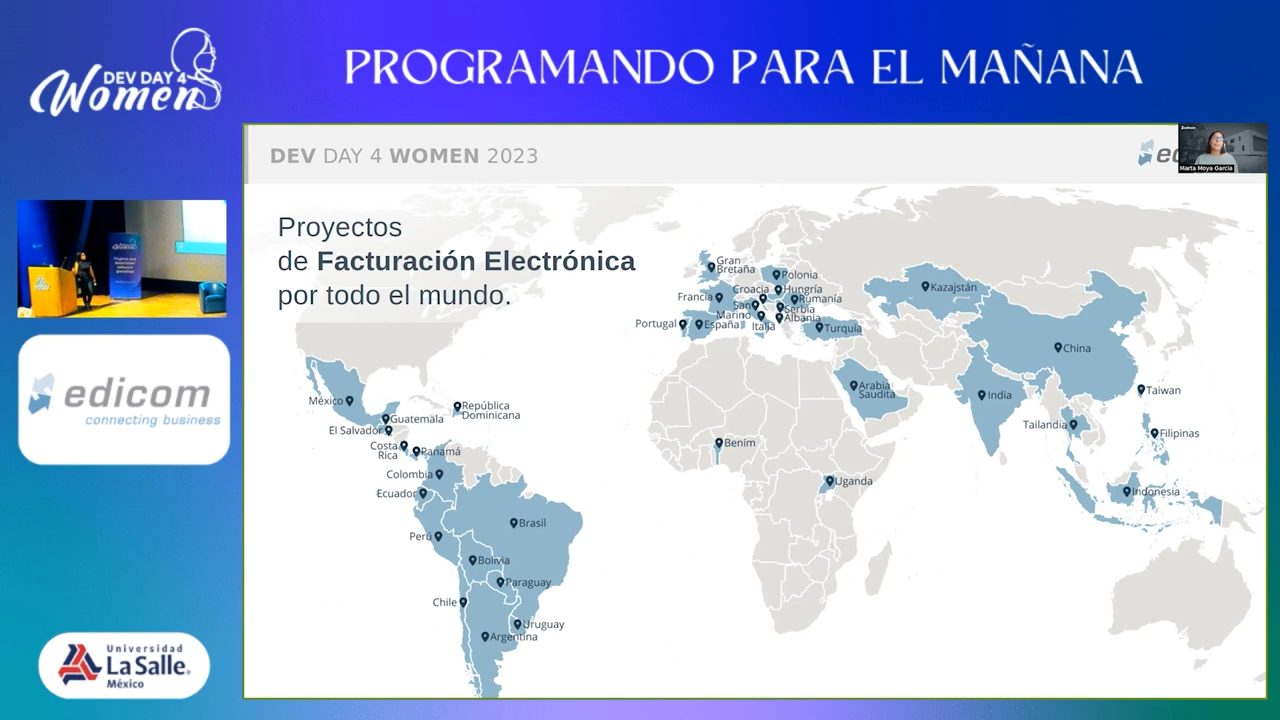 DEV DAY 4
Women
PROGRAMANDO PARA EL MAÑANA
DEV DAY 4 WOMEN 2023
Marta Moya Garcia
Proyectos
de Facturación Electrónica
por todo el mundo.
edicom
connecting business
Universidad
La Salle®
México
Gran
Bretaña
Polonia
Croacia
Hungría
Francia
Rumanía
San
Marino
Serbia
Albania
Italia
Portugal
España
Turquía
Kazajstán
China
Arabia
Saudita
India
Taiwan
Tailandia
Filipinas
Indonesia
Bením
Uganda
México
República
Dominicana
Guatemala
El Salvador
Costa
Rica
Panamá
Colombia
Ecuador
Brasil
Perú
Bolivia
Paraguay
Chile
Uruguay
Argentina